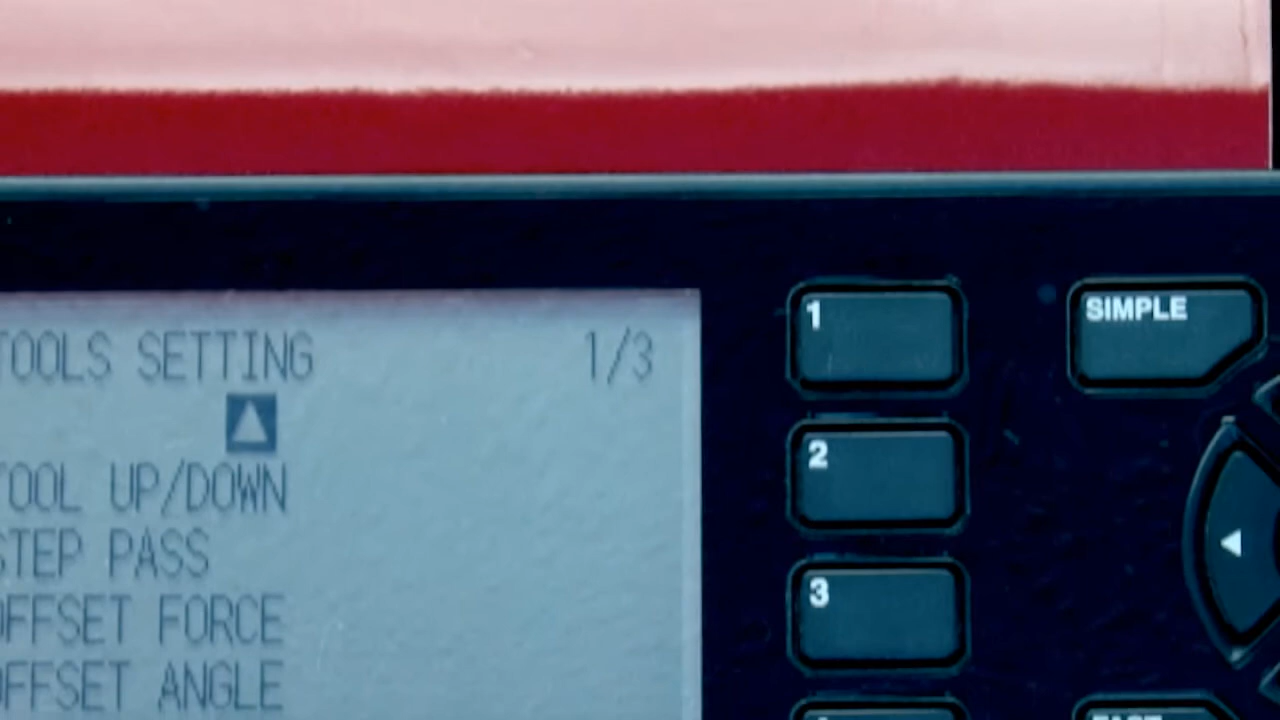 TOOLS SETTING 1/3
TOOL UP/DOWN
STEP PASS
OFFSET FORCE
OFFSET ANGLE
1
SIMPLE
2
3